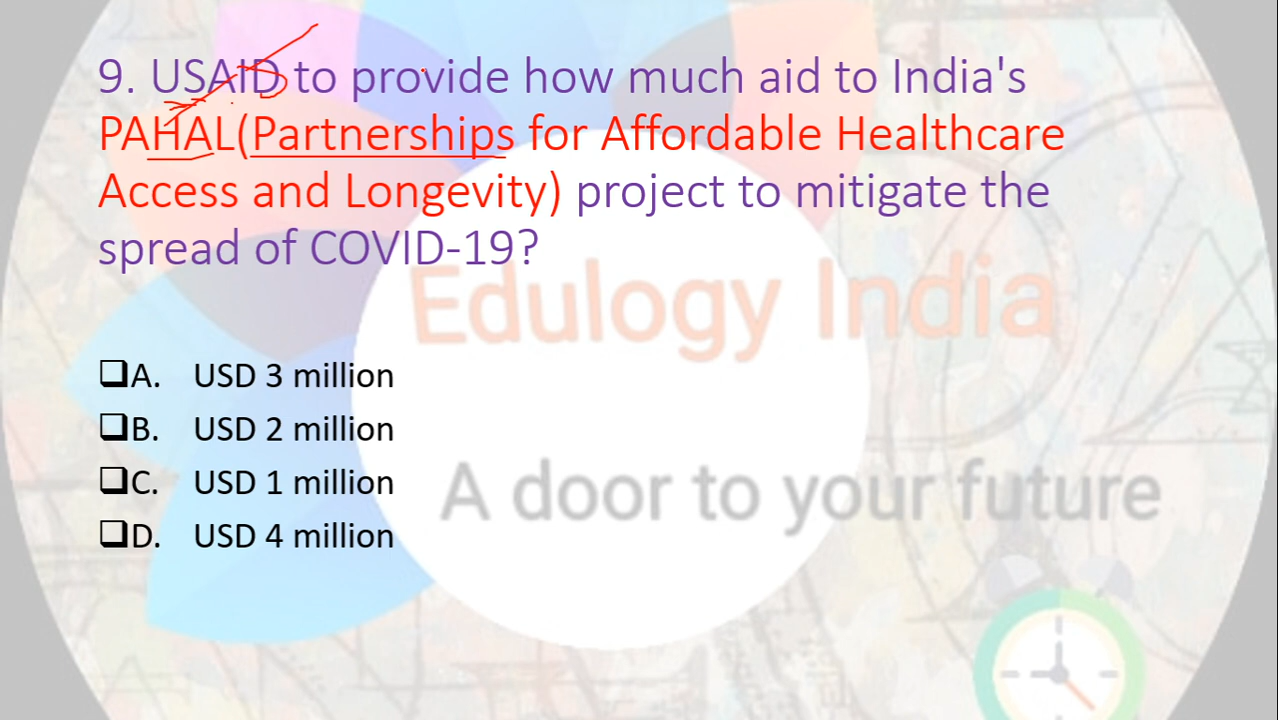 9. USAID to provide how much aid to India's
PAHAL(Partnerships for Affordable Healthcare
Access and Longevity) project to mitigate the
spread of COVID-19?
Edulogy India
A. USD 3 million
B. USD 2 million
C. USD 1 million
A door to your future
D. USD 4 million